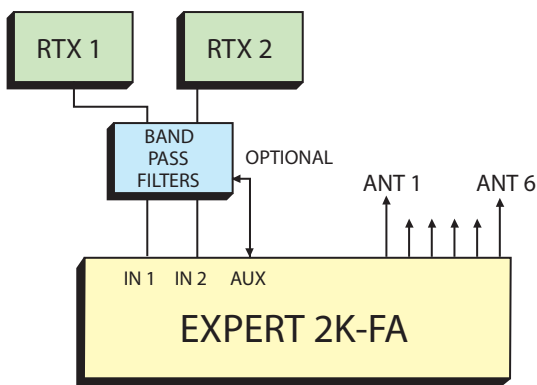 RTX 1
RTX 2
BAND
PASS
FILTERS
OPTIONAL
ANT 1
ANT 6
IN 1
IN 2
AUX
EXPERT 2K-FA